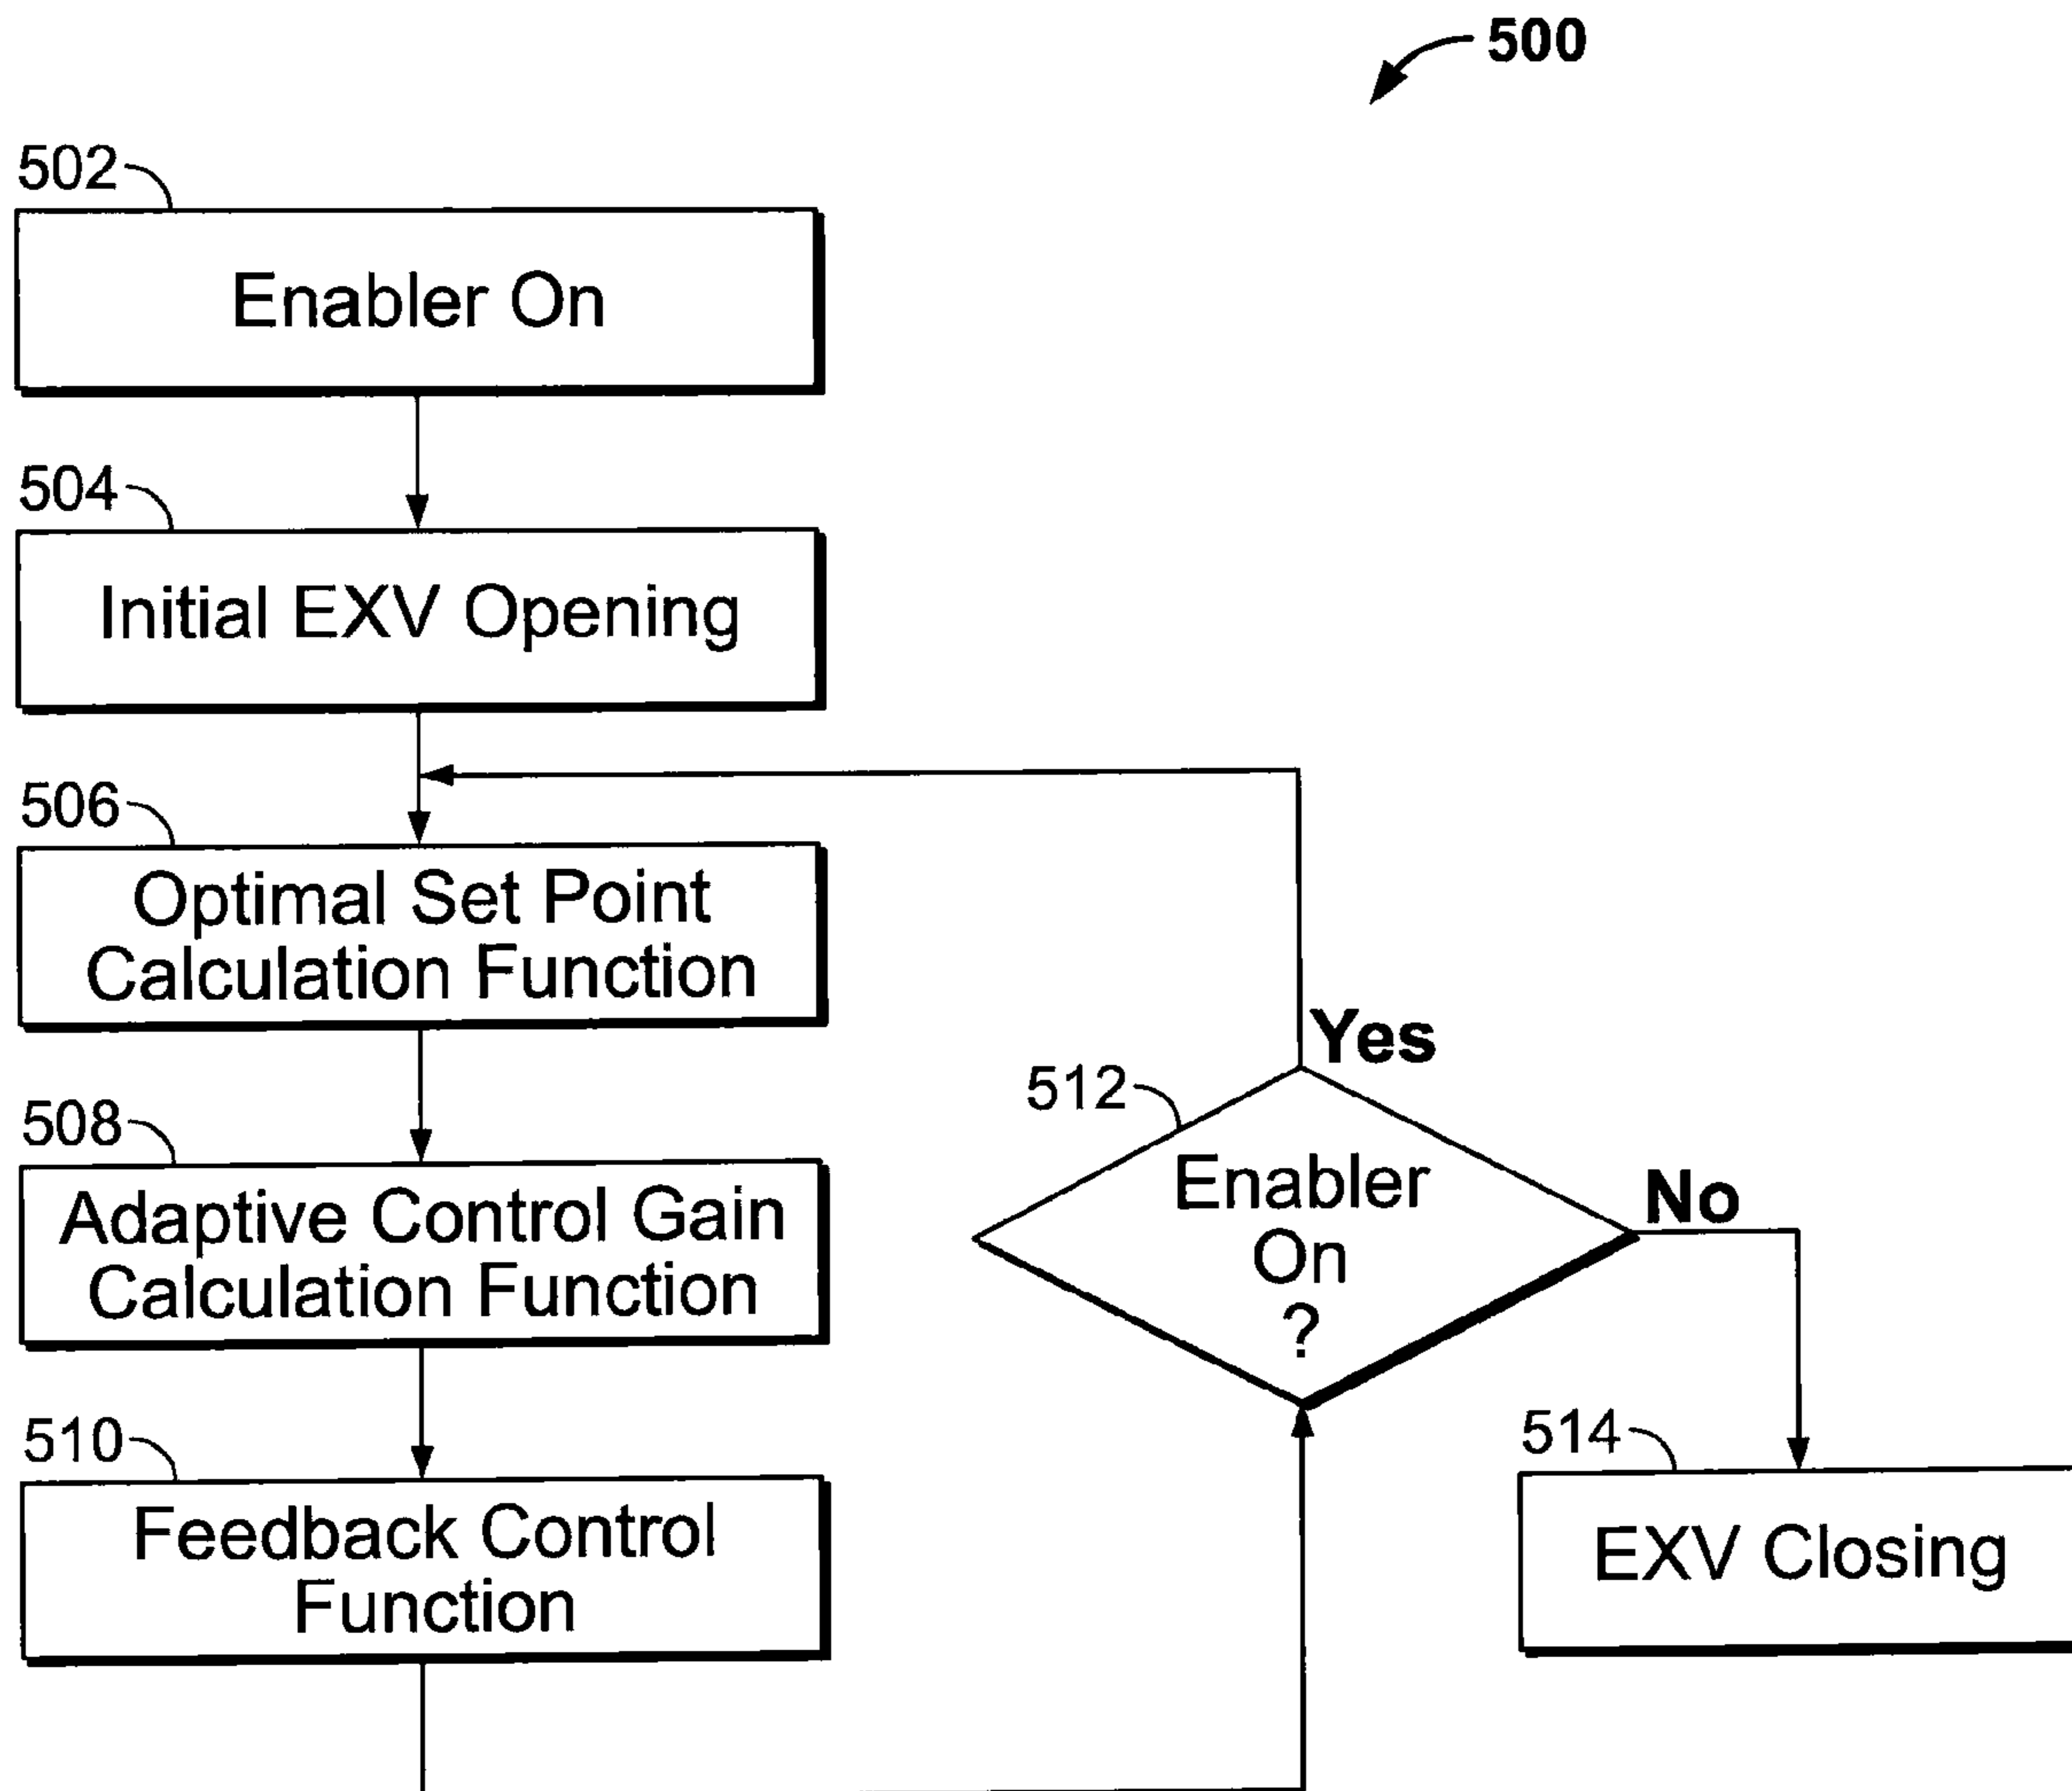 500
502
Enabler On
504
Initial EXV Opening
506
Optimal Set Point
Calculation Function
508
Adaptive Control Gain
Calculation Function
510
Feedback Control
Function
512
Enabler
On
?
Yes
No
514
EXV Closing